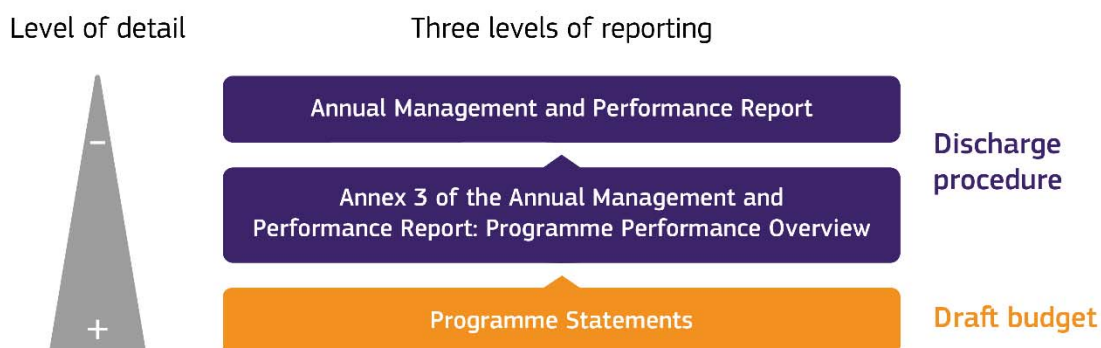 Level of detail
Three levels of reporting
–
Annual Management and Performance Report
Discharge
procedure
Annex 3 of the Annual Management and
Performance Report: Programme Performance Overview
+
Programme Statements
Draft budget